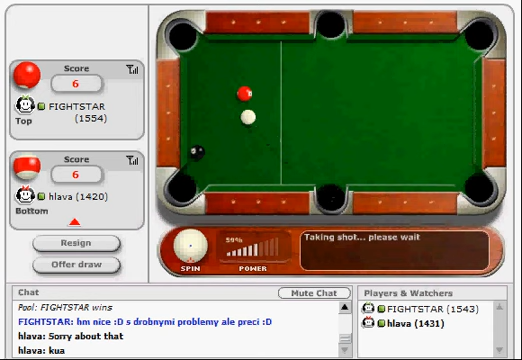 Score
6
FIGHTSTAR
(1554)
Top
Score
6
hlava (1420)
Bottom
Resign
Offer draw
59%
SPIN
POWER
Taking shot... please wait
Chat
Mute Chat
Pool: FIGHTSTAR wins
FIGHTSTAR: hm nice :D s drobnymi problemy ale preci :D
hlava: Sorry about that
hlava: kua
Players & Watchers
FIGHTSTAR (1543)
hlava (1431)